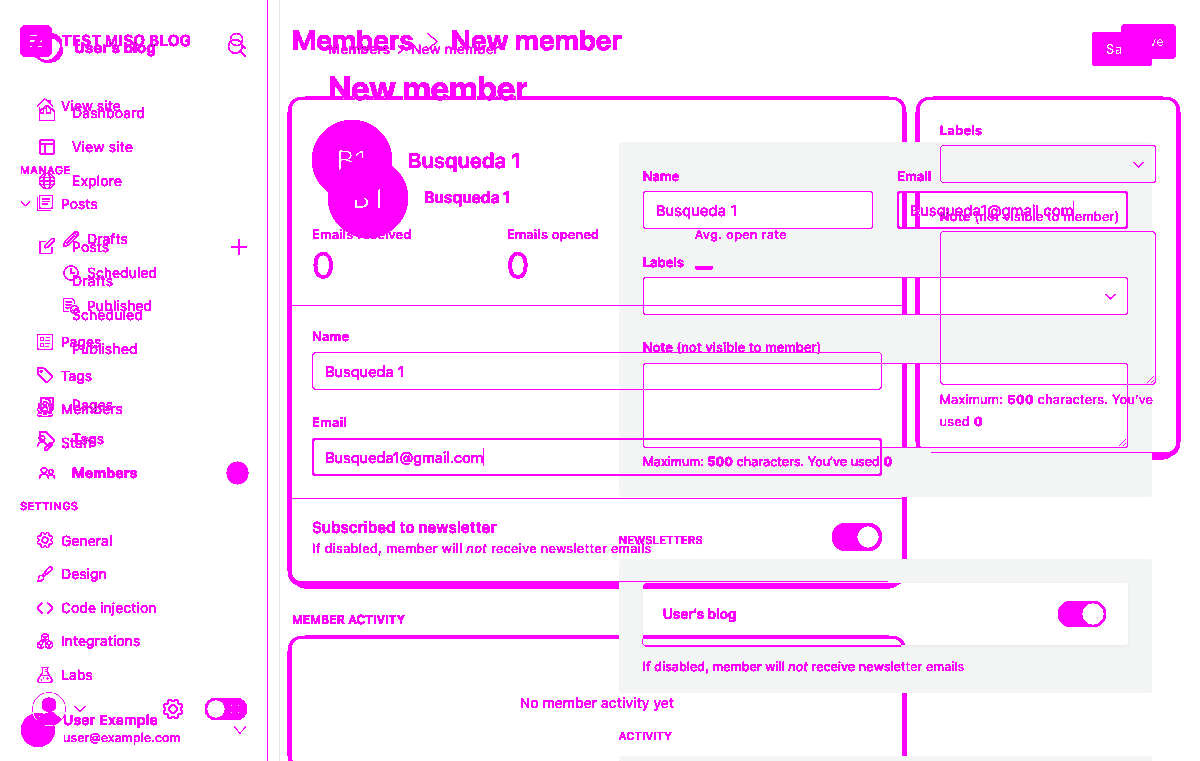 TEST MISO BLOG
User's blog
Members > New member
Members > New member
Save
New member
View site
Dashboard
View site
MANAGE
Explore
Posts
Drafts
Posts
Scheduled
Drafts
Published
Scheduled
Pages
Published
Tags
Members
Pages
Staff
Tags
Members
SETTINGS
General
Design
Code injection
Integrations
Labs
User Example
user@example.com
B1
Busqueda 1
B1
Busqueda 1
Emails received
Emails opened
Avg. open rate
0
0
Name
Busqueda 1
Email
Busqueda1@gmail.com
Subscribed to newsletter
If disabled, member will not receive newsletter emails
MEMBER ACTIVITY
No member activity yet
Name
Busqueda 1
Email
Busqueda1@gmail.com
Labels
Note (not visible to member)
Maximum: 500 characters. You've used 0
NEWSLETTERS
User's blog
If disabled, member will not receive newsletter emails
ACTIVITY
Labels
Note (not visible to member)
Maximum: 500 characters. You've
used 0